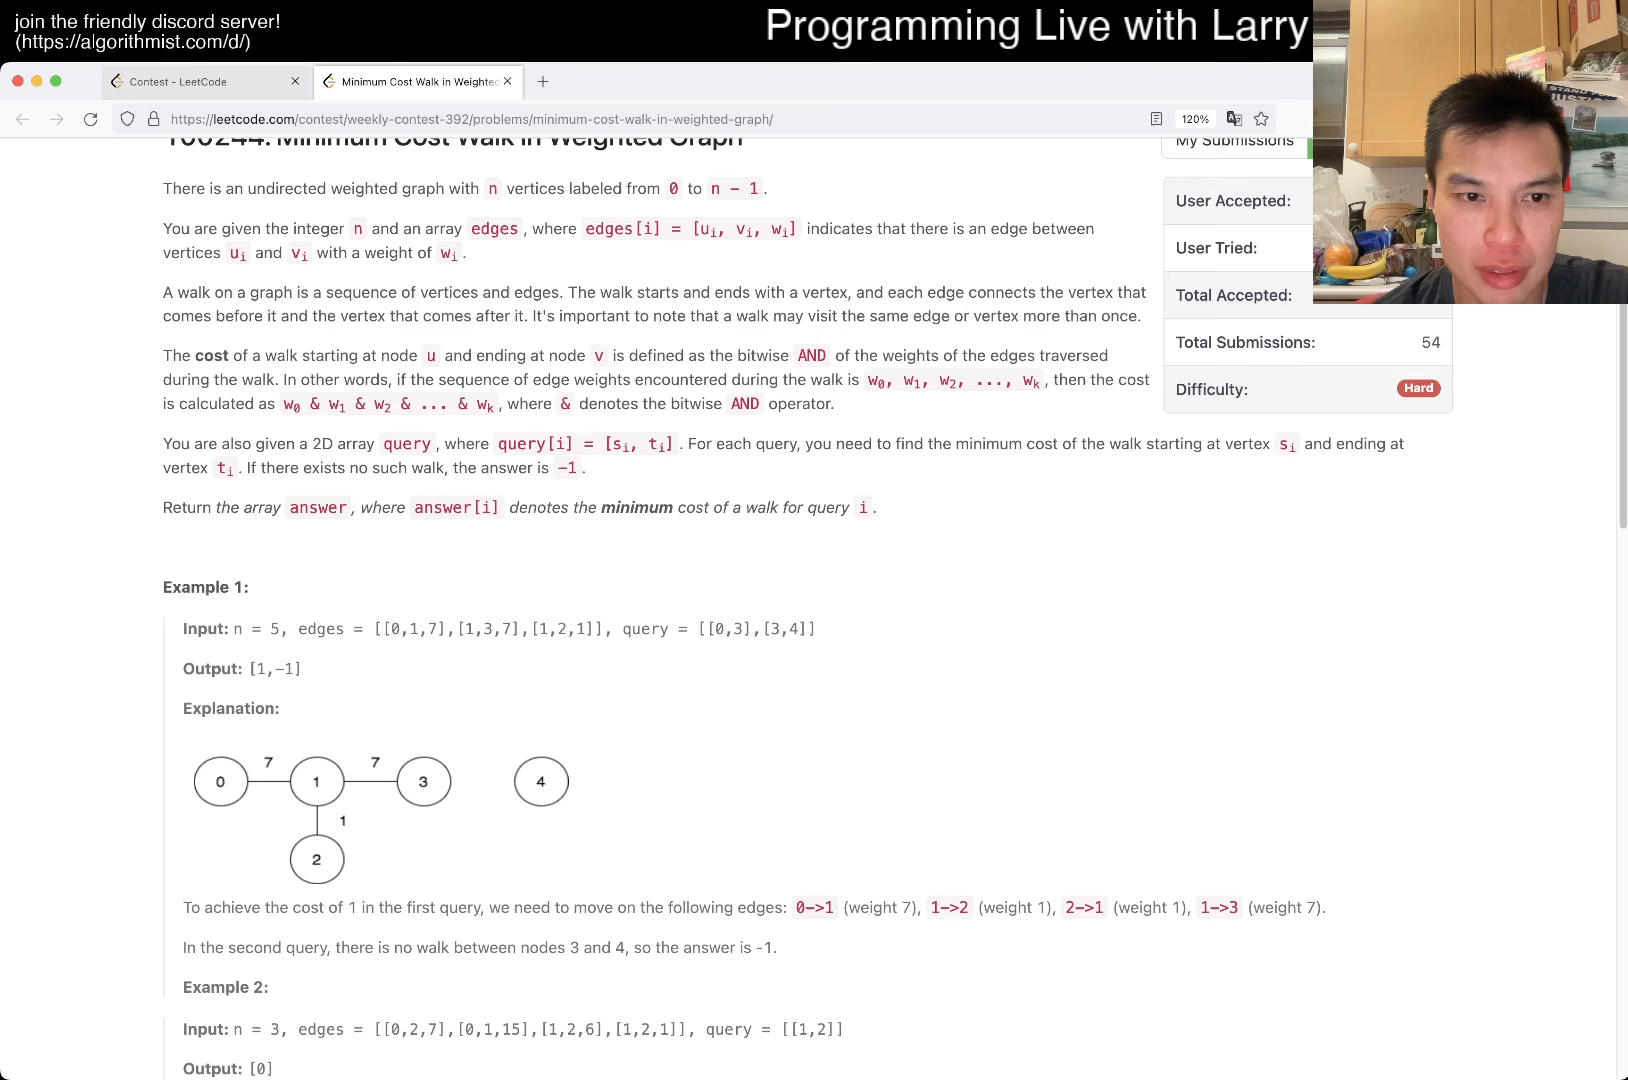 join the friendly discord server!
(https://algorithmist.com/d/)
Programming Live with Larry
Contest - LeetCode
Minimum Cost Walk in Weighted
https://leetcode.com/contest/weekly-contest-392/problems/minimum-cost-walk-in-weighted-graph/
120%
100244. Minimum Cost Walk in Weighted Graph
My Submissions
There is an undirected weighted graph with n vertices labeled from 0 to n - 1.
You are given the integer n and an array edges, where edges[i] = [ui, vi, wi] indicates that there is an edge between
vertices ui and vi with a weight of wi.
A walk on a graph is a sequence of vertices and edges. The walk starts and ends with a vertex, and each edge connects the vertex that
comes before it and the vertex that comes after it. It's important to note that a walk may visit the same edge or vertex more than once.
The cost of a walk starting at node u and ending at node v is defined as the bitwise AND of the weights of the edges traversed
during the walk. In other words, if the sequence of edge weights encountered during the walk is w0, w1, w2, ..., wk, then the cost
is calculated as w0 & w1 & w2 & ... & wk, where & denotes the bitwise AND operator.
You are also given a 2D array query, where query[i] = [si, ti]. For each query, you need to find the minimum cost of the walk starting at vertex si and ending at
vertex ti. If there exists no such walk, the answer is -1.
Return the array answer, where answer[i] denotes the minimum cost of a walk for query i.
User Accepted:
User Tried:
Total Accepted:
Total Submissions: 54
Difficulty: Hard
Example 1:
Input: n = 5, edges = [[0,1,7],[1,3,7],[1,2,1]], query = [[0,3],[3,4]]
Output: [1,-1]
Explanation:
7 7
0 1 3 4
1
2
To achieve the cost of 1 in the first query, we need to move on the following edges: 0->1 (weight 7), 1->2 (weight 1), 2->1 (weight 1), 1->3 (weight 7).
In the second query, there is no walk between nodes 3 and 4, so the answer is -1.
Example 2:
Input: n = 3, edges = [[0,2,7],[0,1,15],[1,2,6],[1,2,1]], query = [[1,2]]
Output: [0]